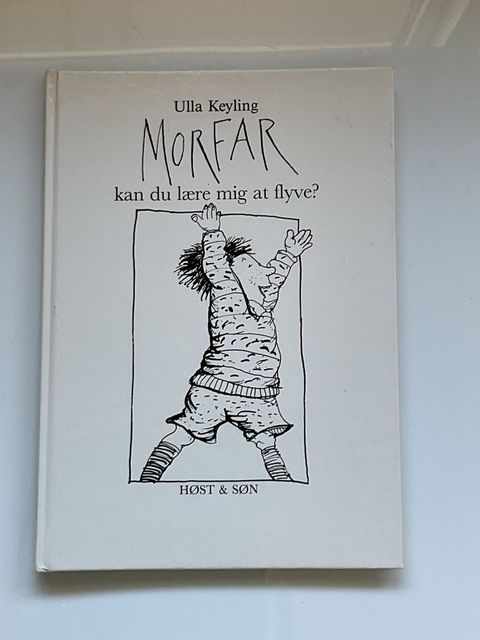 Ulla Keyling
MORFAR
kan du lære mig at flyve?
HØST & SØN